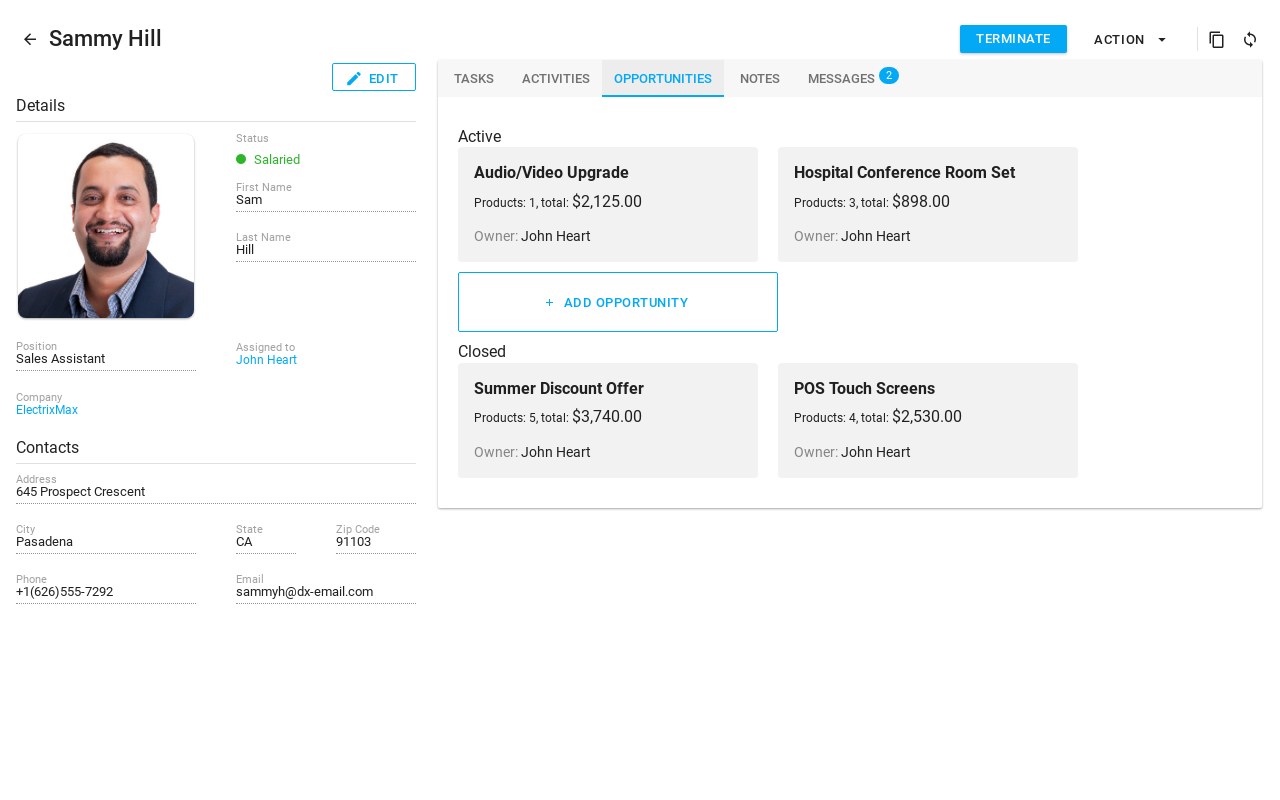 Sammy Hill
TERMINATE
ACTION
EDIT
Details
Status
Salaried
First Name
Sam
Last Name
Hill
Position
Sales Assistant
Assigned to
John Heart
Company
ElectrixMax
Contacts
Address
645 Prospect Crescent
City
Pasadena
State
CA
Zip Code
91103
Phone
+1(626)555-7292
Email
sammyh@dx-email.com
TASKS
ACTIVITIES
OPPORTUNITIES
NOTES
MESSAGES 2
Active
Audio/Video Upgrade
Products: 1, total: $2,125.00
Owner: John Heart
Hospital Conference Room Set
Products: 3, total: $898.00
Owner: John Heart
+ ADD OPPORTUNITY
Closed
Summer Discount Offer
Products: 5, total: $3,740.00
Owner: John Heart
POS Touch Screens
Products: 4, total: $2,530.00
Owner: John Heart